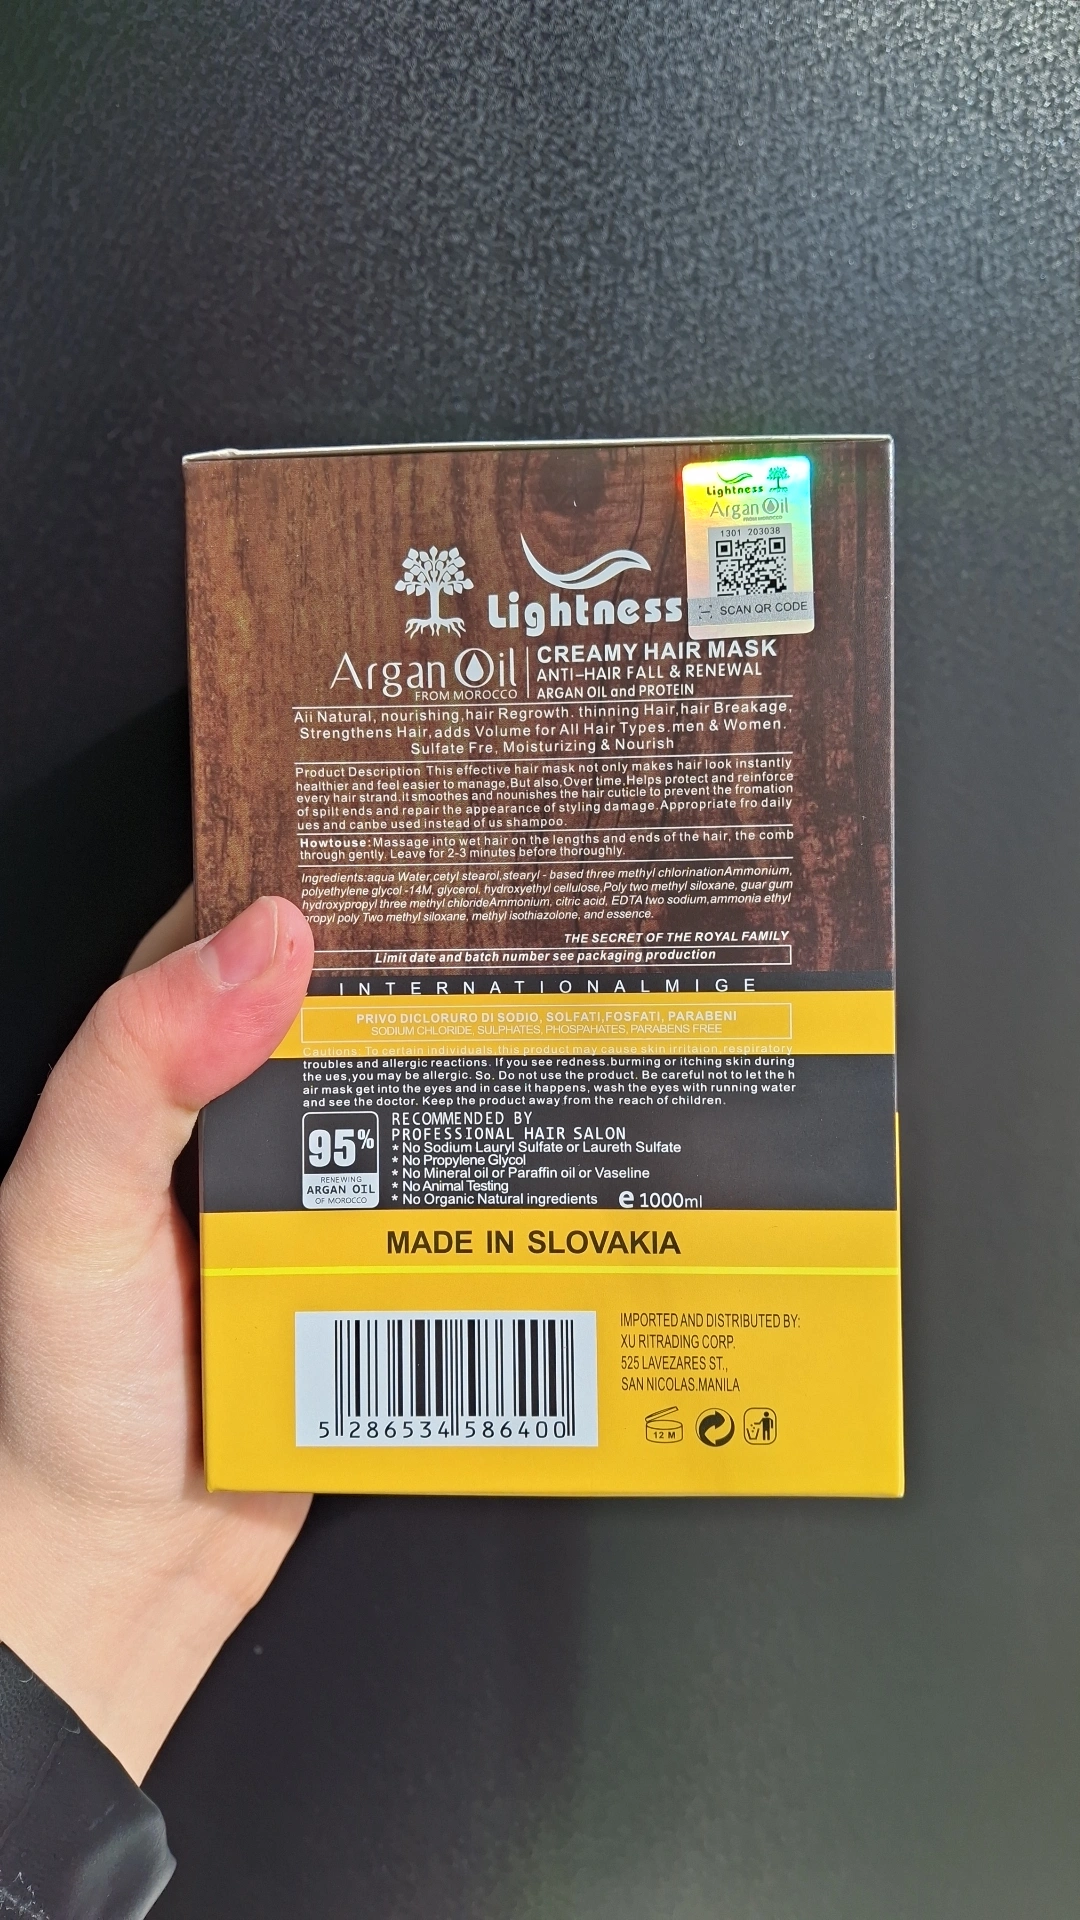 Lightness
Argan Oil
FROM MOROCCO
1301 203038
SCAN QR CODE
Lightness
Argan Oil
FROM MOROCCO
CREAMY HAIR MASK
ANTI-HAIR FALL & RENEWAL
ARGAN OIL and PROTEIN
Aii Natural, nourishing,hair Regrowth. thinning Hair,hair Breakage,
Strengthens Hair,adds Volume for All Hair Types.men & Women.
Sulfate Fre, Moisturizing & Nourish
Product Description This effective hair mask not only makes hair look instantly
healthier and feel easier to manage,But also,Over time,Helps protect and reinforce
every hair strand.it smoothes and nourishes the hair cuticle to prevent the fromation
of spilt ends and repair the appearance of styling damage.Appropriate fro daily
ues and canbe used instead of us shampoo.
Howtouse:Massage into wet hair on the lengths and ends of the hair, the comb
through gently. Leave for 2-3 minutes before thoroughly.
Ingredients:aqua Water,cetyl stearol,stearyl - based three methyl chlorinationAmmonium,
polyethylene glycol -14M, glycerol, hydroxyethyl cellulose,Poly two methyl siloxane, guar gum
hydroxypropyl three methyl chlorideAmmonium, citric acid, EDTA two sodium,ammonia ethyl
propyl poly Two methyl siloxane, methyl isothiazolone, and essence.
THE SECRET OF THE ROYAL FAMILY
Limit date and batch number see packaging production
INTERNATIONALMIGE
PRIVO DICLORURO DI SODIO, SOLFATI,FOSFATI, PARABENI
SODIUM CHLORIDE, SULPHATES, PHOSPAHATES, PARABENS FREE
Cautions: To certain individuals,this product may cause skin irritaion,respiratory
troubles and allergic reactions. If you see redness.burming or itching skin during
the ues,you may be allergic. So. Do not use the product. Be careful not to let the h
air mask get into the eyes and in case it happens, wash the eyes with running water
and see the doctor. Keep the product away from the reach of children.
95%
RENEWING
ARGAN OIL
OF MOROCCO
RECOMMENDED BY
PROFESSIONAL HAIR SALON
* No Sodium Lauryl Sulfate or Laureth Sulfate
* No Propylene Glycol
* No Mineral oil or Paraffin oil or Vaseline
* No Animal Testing
* No Organic Natural ingredients
e 1000ml
MADE IN SLOVAKIA
5 286534 586400
IMPORTED AND DISTRIBUTED BY:
XU RITRADING CORP.
525 LAVEZARES ST.,
SAN NICOLAS.MANILA
12 M